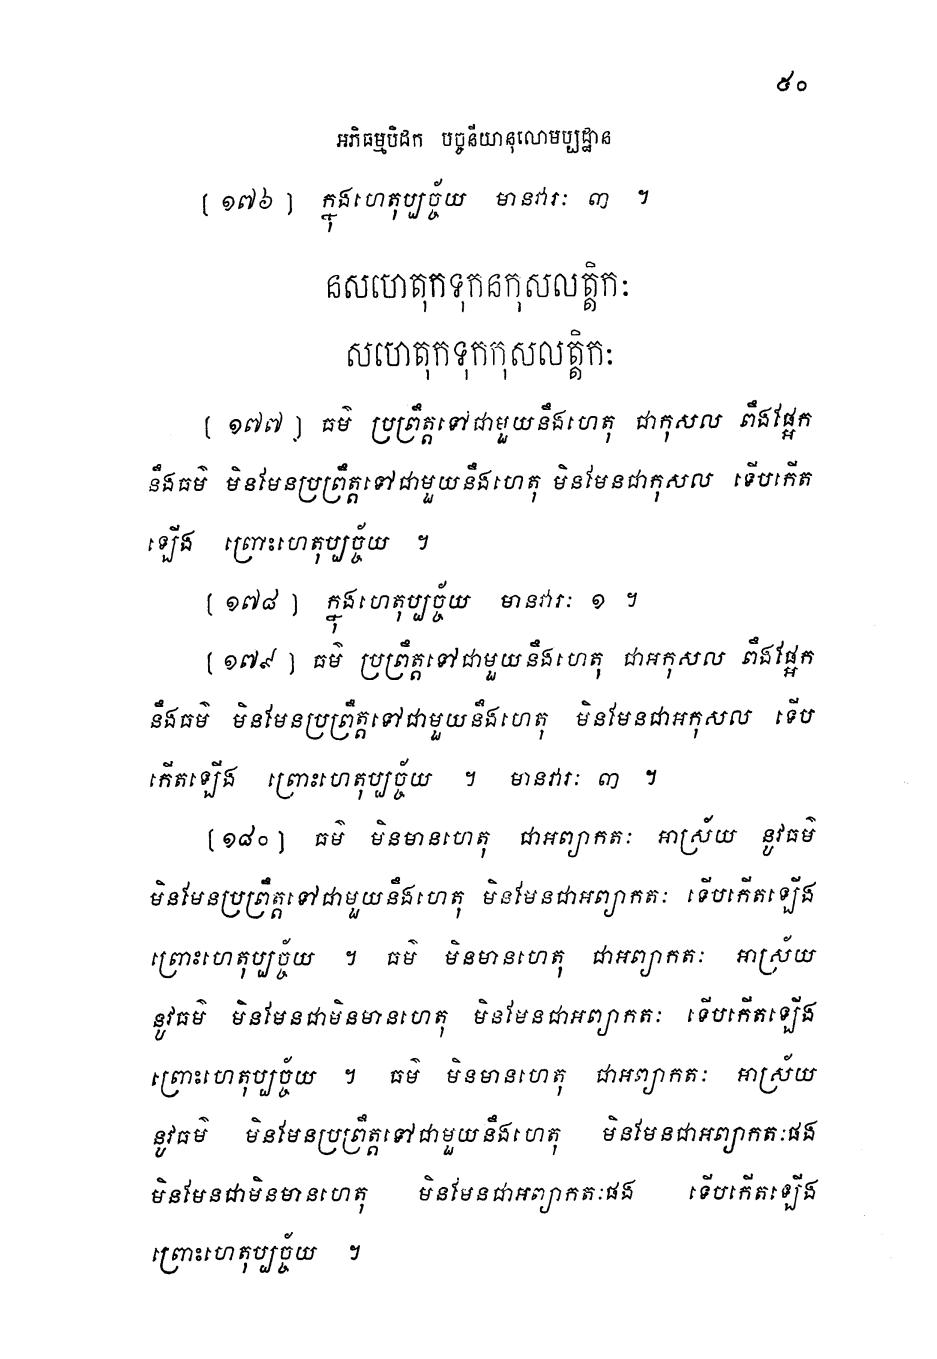 ៩០
អភិធម្មបិដក បច្ចនីយានុលោមប្បដ្ឋាន
[ ១៧៦ ] ក្នុងហេតុប្បច្ច័យ មានវារៈ ៣ ។
នសហេតុកទុកនកុសលត្តិកៈ
សហេតុកទុកកុសលត្តិកៈ
[ ១៧៧ ] ធម៌ ប្រព្រឹត្តទៅជាមួយនឹងហេតុ ជាកុសល ពឹងផ្អែក
នឹងធម៌ មិនមែនប្រព្រឹត្តទៅជាមួយនឹងហេតុ មិនមែនជាកុសល ទើបកើត
ឡើង ព្រោះហេតុប្បច្ច័យ ។
[ ១៧៨ ] ក្នុងហេតុប្បច្ច័យ មានវារៈ ១ ។
[ ១៧៩ ] ធម៌ ប្រព្រឹត្តទៅជាមួយនឹងហេតុ ជាអកុសល ពឹងផ្អែក
នឹងធម៌ មិនមែនប្រព្រឹត្តទៅជាមួយនឹងហេតុ មិនមែនជាអកុសល ទើប
កើតឡើង ព្រោះហេតុប្បច្ច័យ ។ មានវារៈ ៣ ។
[ ១៨០ ] ធម៌ មិនមានហេតុ ជាអព្យាកតៈ អាស្រ័យ នូវធម៌
មិនមែនប្រព្រឹត្តទៅជាមួយនឹងហេតុ មិនមែនជាអព្យាកតៈ ទើបកើតឡើង
ព្រោះហេតុប្បច្ច័យ ។ ធម៌ មិនមានហេតុ ជាអព្យាកតៈ អាស្រ័យ
នូវធម៌ មិនមែនជាមិនមានហេតុ មិនមែនជាអព្យាកតៈ ទើបកើតឡើង
ព្រោះហេតុប្បច្ច័យ ។ ធម៌ មិនមានហេតុ ជាអព្យាកតៈ អាស្រ័យ
នូវធម៌ មិនមែនប្រព្រឹត្តទៅជាមួយនឹងហេតុ មិនមែនជាអព្យាកតៈផង
មិនមែនជាមិនមានហេតុ មិនមែនជាអព្យាកតៈផង ទើបកើតឡើង
ព្រោះហេតុប្បច្ច័យ ។